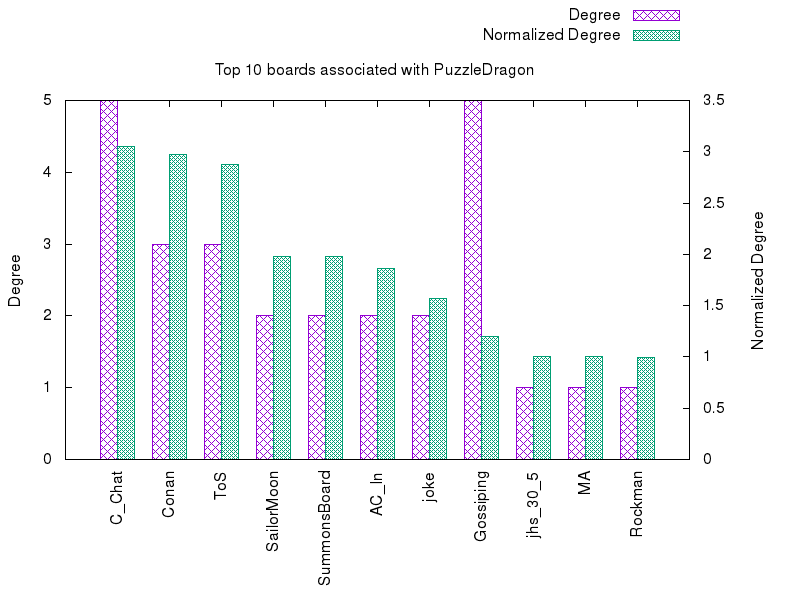 Degree
Normalized Degree
Top 10 boards associated with PuzzleDragon
5
4
3
2
1
0
3.5
3
2.5
2
1.5
1
0.5
0
Degree
Normalized Degree
C_Chat
Conan
ToS
SailorMoon
SummonsBoard
AC_In
joke
Gossiping
jhs_30_5
MA
Rockman